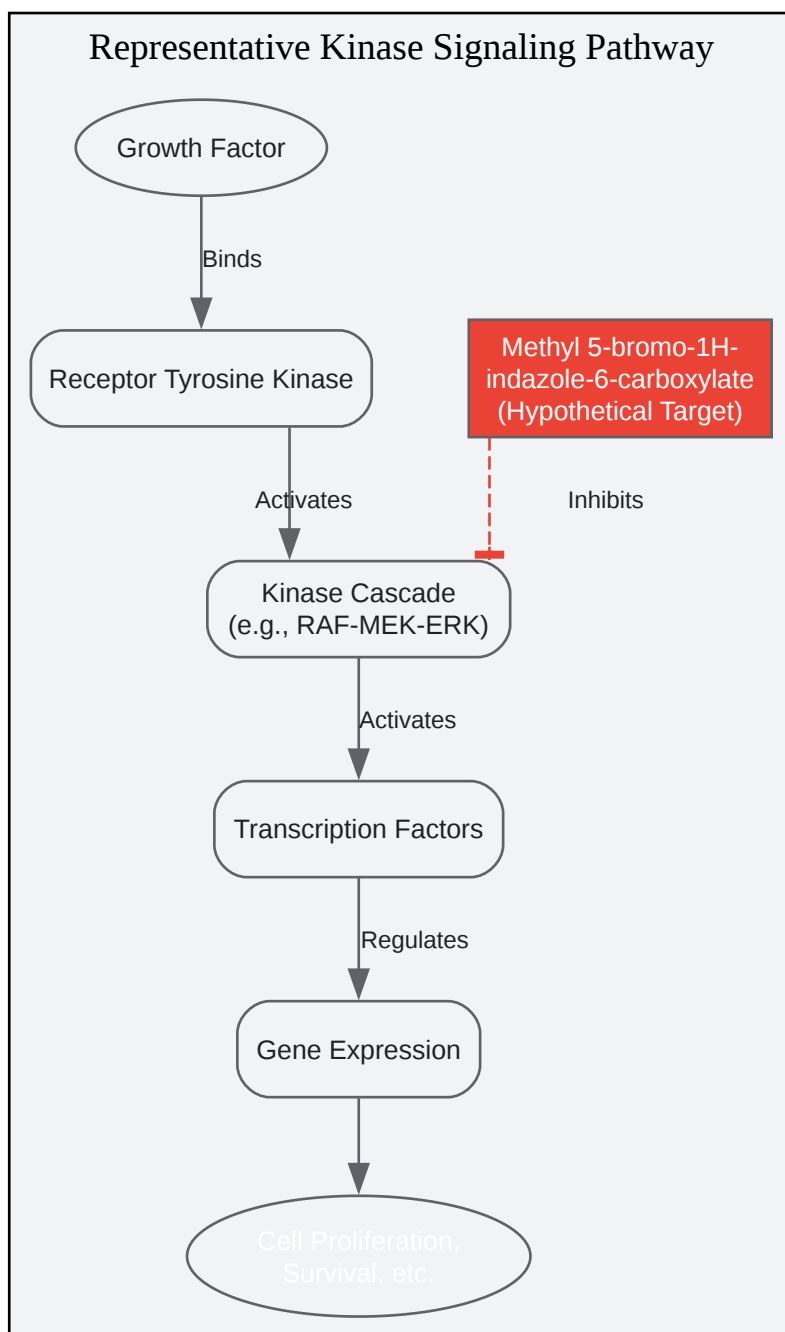 Representative Kinase Signaling Pathway
Growth Factor
Binds
Receptor Tyrosine Kinase
Methyl 5-bromo-1H-
indazole-6-carboxylate
(Hypothetical Target)
Activates
Inhibits
Kinase Cascade
(e.g., RAF-MEK-ERK)
Activates
Transcription Factors
Regulates
Gene Expression
Cell Proliferation,
Survival, etc.